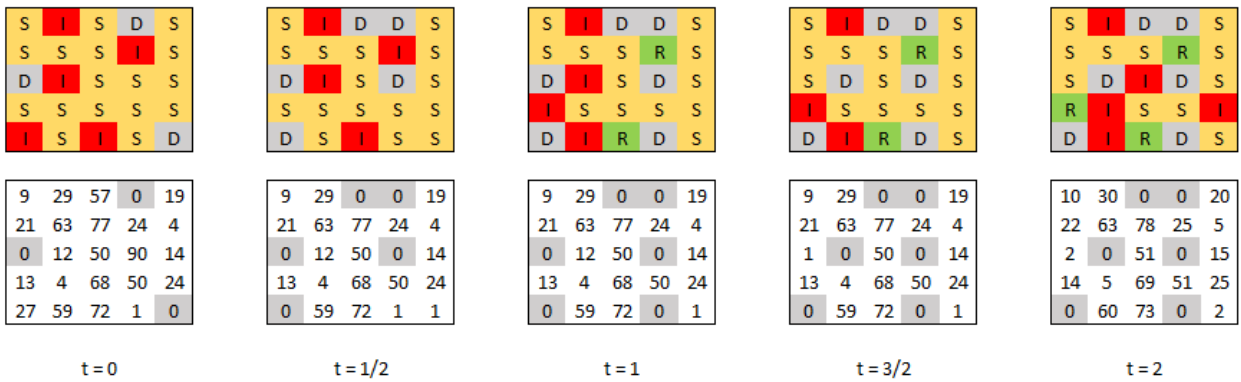 S I S D S S I D D S S I D D S S I D D S S I D D S
S S S I S S S S I S S S S R S S S S R S S S S R S
D I S S S D I S D S D I S D S S D S D S S D I D S
S S S S S S S S S S I S S S S I S S S S R I S S I
I S I S D D S I S S D I R D S D I R D S D I R D S
9 29 57 0 19 9 29 0 0 19 9 29 0 0 19 9 29 0 0 19 10 30 0 0 20
21 63 77 24 4 21 63 77 24 4 21 63 77 24 4 21 63 77 24 4 22 63 78 25 5
0 12 50 90 14 0 12 50 0 14 0 12 50 0 14 1 0 50 0 14 2 0 51 0 15
13 4 68 50 24 13 4 68 50 24 13 4 68 50 24 13 4 68 50 24 14 5 69 51 25
27 59 72 1 0 0 59 72 1 1 0 59 72 0 1 0 59 72 0 1 0 60 73 0 2
t = 0 t = 1/2 t = 1 t = 3/2 t = 2